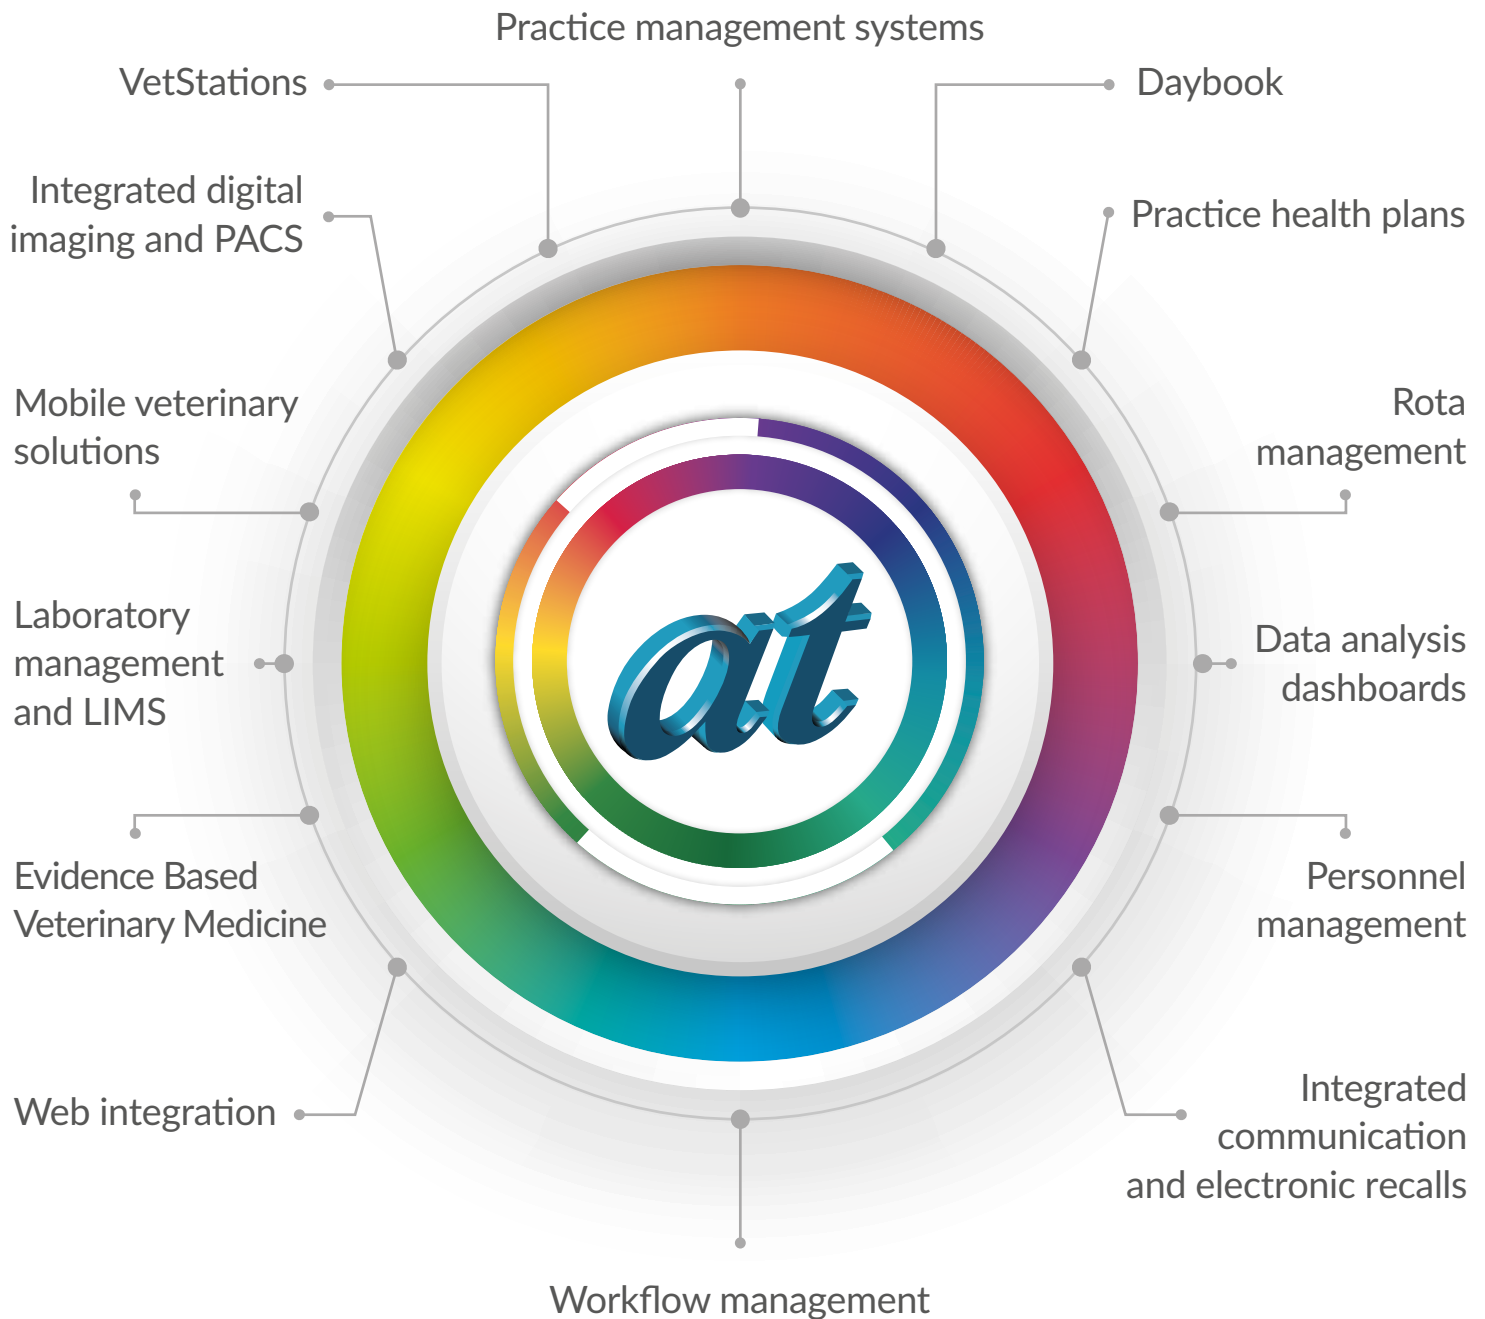 Practice management systems
VetStations
Daybook
Integrated digital
imaging and PACS
Practice health plans
Mobile veterinary
solutions
Rota
management
Laboratory
management
and LIMS
Data analysis
dashboards
at
Evidence Based
Veterinary Medicine
Personnel
management
Web integration
Integrated
communication
and electronic recalls
Workflow management